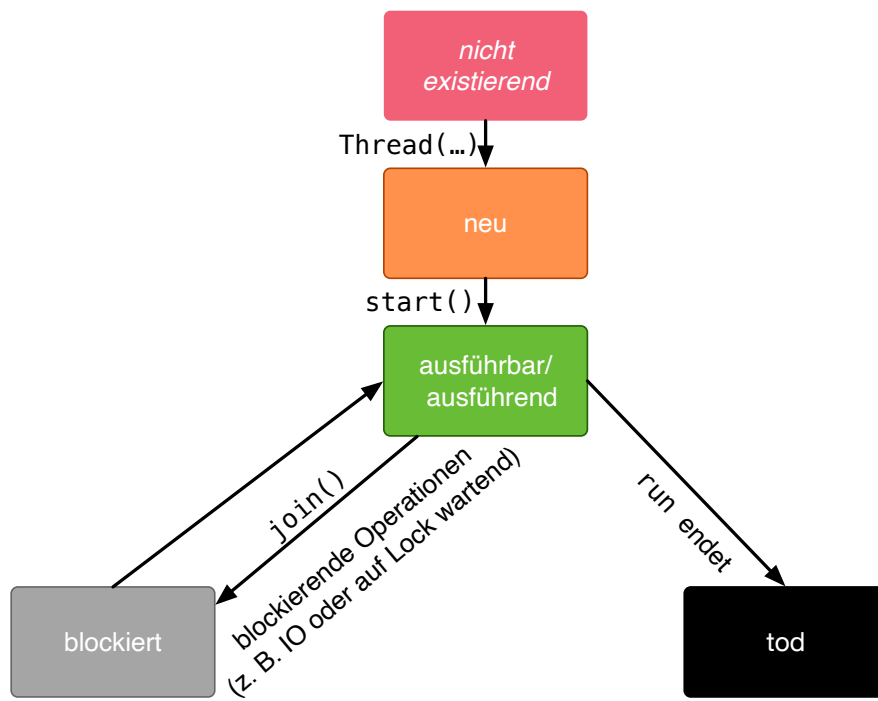 nicht
existierend
Thread(…)
neu
start()
ausführbar/
ausführend
join()
blockierende Operationen
(z. B. IO oder auf Lock wartend)
run endet
blockiert
tod